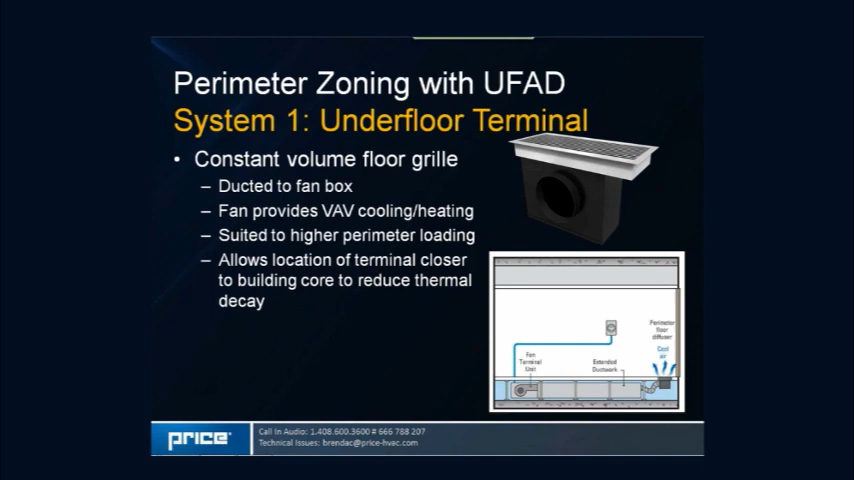 Perimeter Zoning with UFAD
System 1: Underfloor Terminal
• Constant volume floor grille
– Ducted to fan box
– Fan provides VAV cooling/heating
– Suited to higher perimeter loading
– Allows location of terminal closer
to building core to reduce thermal
decay
Perimeter
floor
diffuser
Cool
air
Fan
Terminal
Unit
Extended
Ductwork
PRICE
Call In Audio: 1.408.600.3600 # 666 788 207
Technical Issues: brendac@price-hvac.com